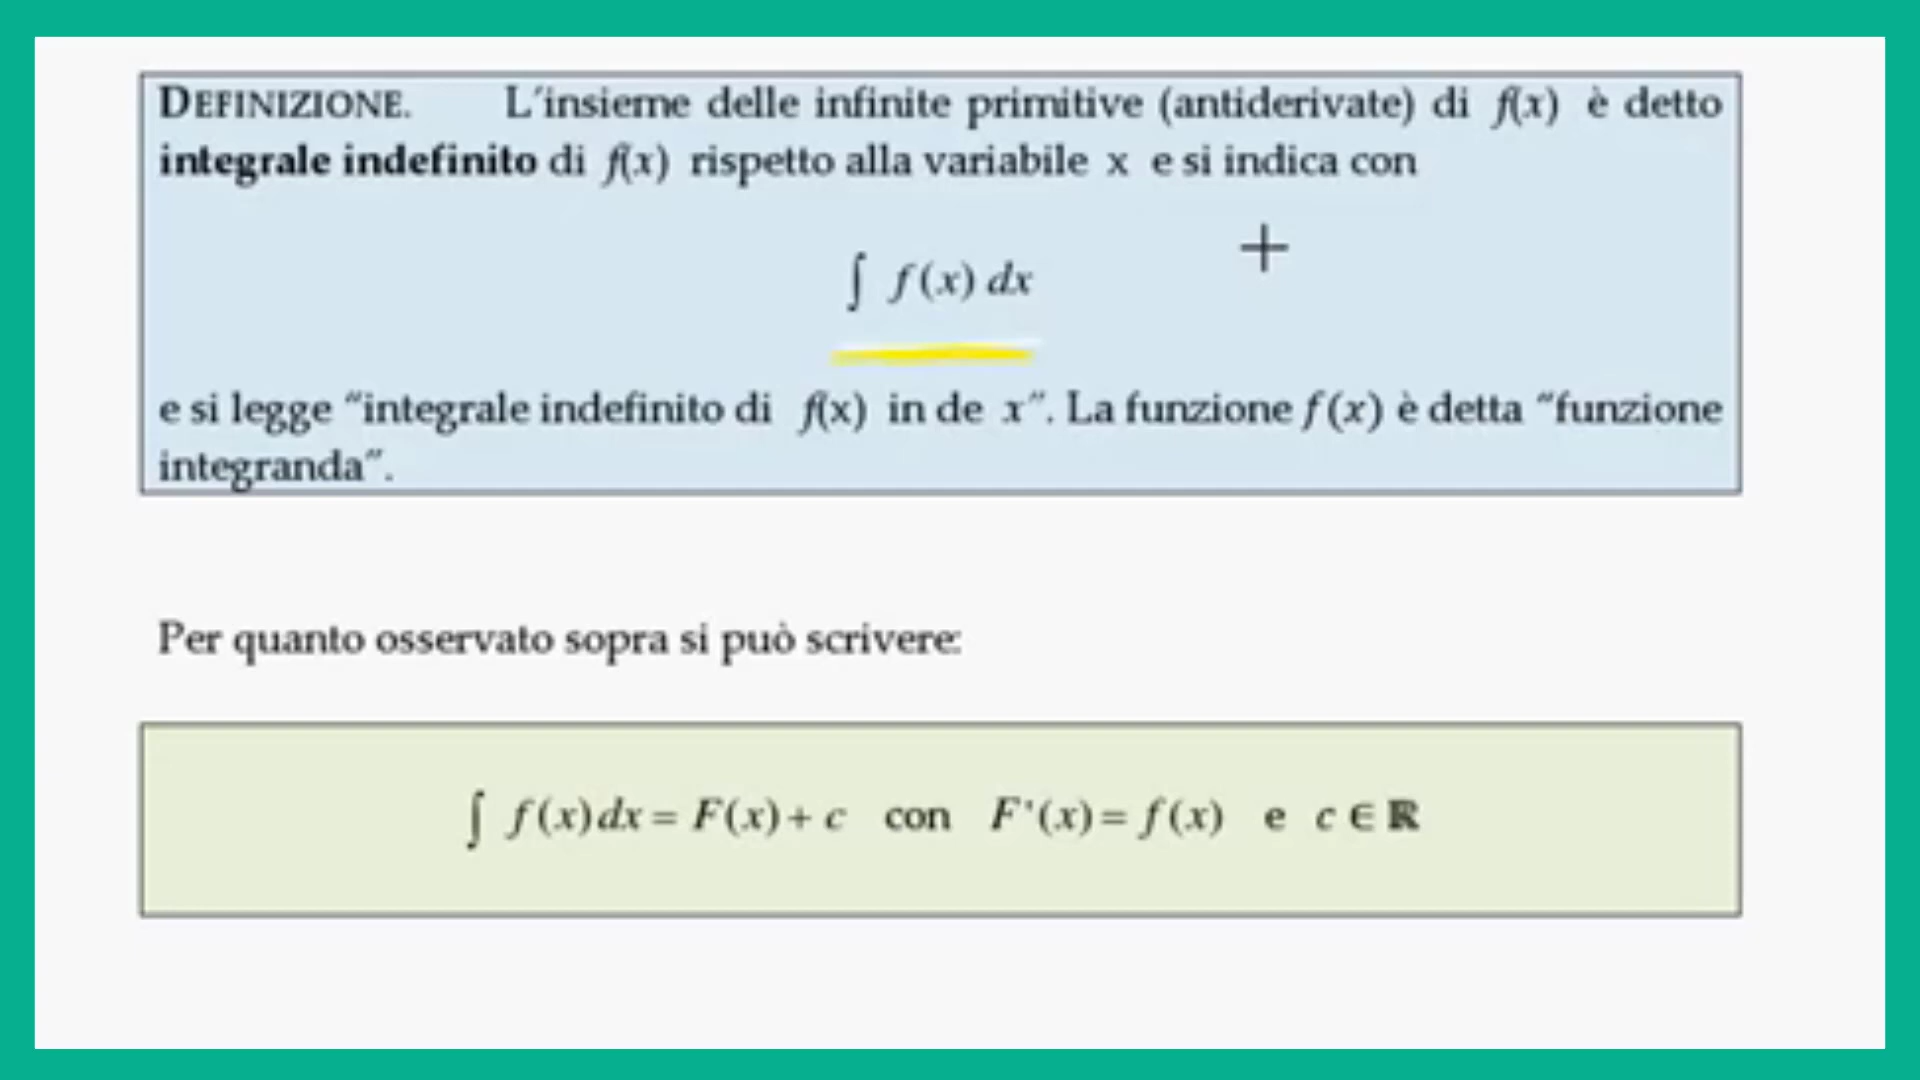 DEFINIZIONE. L'insieme delle infinite primitive (antiderivate) di f(x) è detto
integrale indefinito di f(x) rispetto alla variabile x e si indica con
∫ f(x) dx
e si legge “integrale indefinito di f(x) in de x”. La funzione f(x) è detta “funzione
integranda”.
Per quanto osservato sopra si può scrivere:
∫ f(x)dx = F(x)+ c con F'(x)= f(x) e c ∈ ℝ